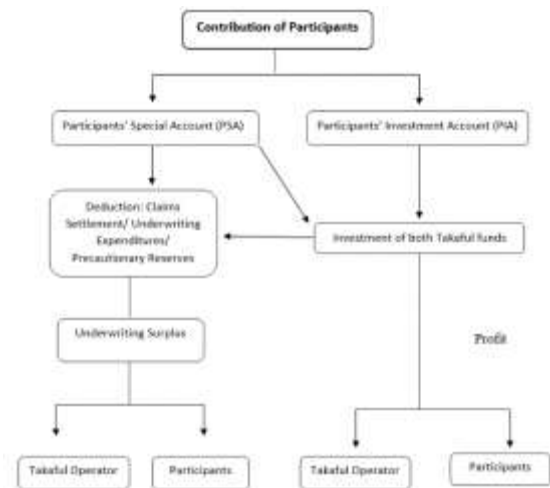 Contribution of Participants
Participants' Special Account (PSA)
Participants' Investment Account (PIA)
Deduction: Claims
Settlement/ Underwriting
Expenditures/
Precautionary Reserves
Investment of both Takaful funds
Underwriting Surplus
Profit
Takaful Operator
Participants
Takaful Operator
Participants